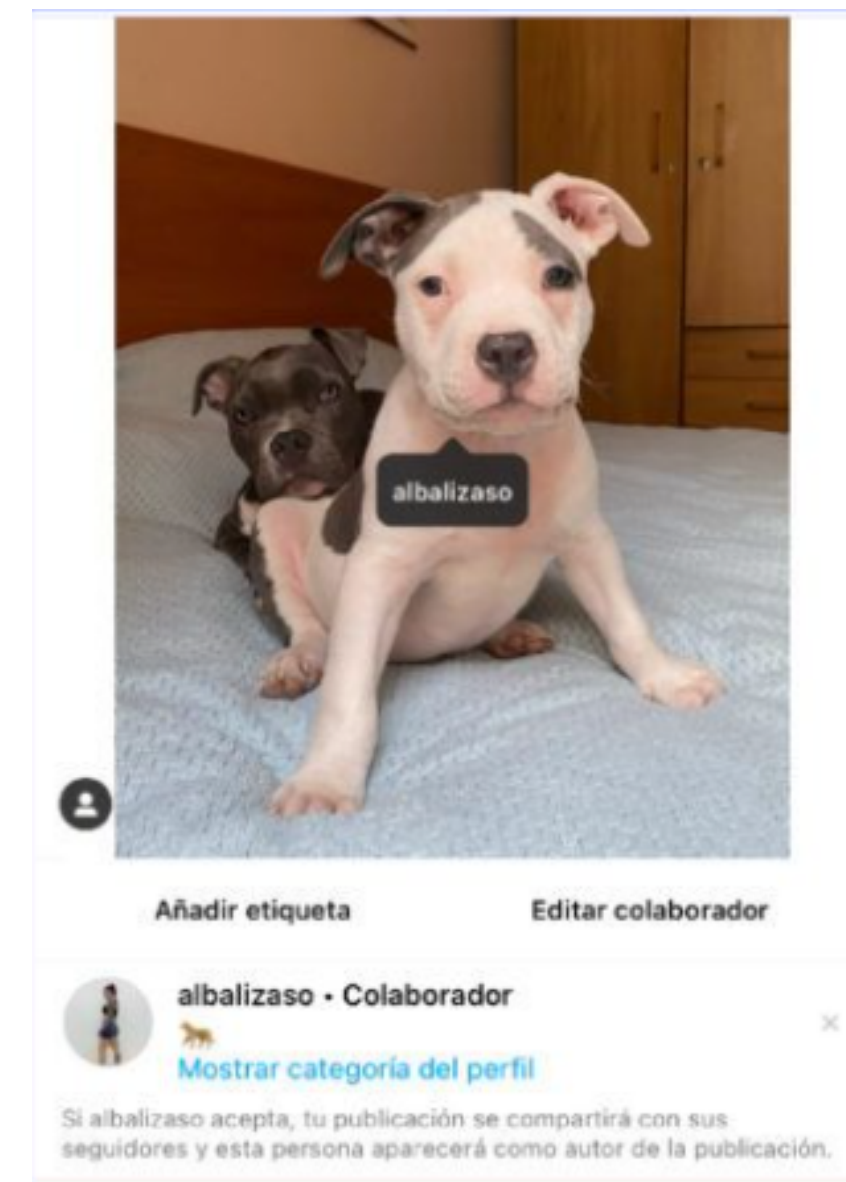 albalizaso
Añadir etiqueta
Editar colaborador
albalizaso • Colaborador
🐅
Mostrar categoría del perfil
Si albalizaso acepta, tu publicación se compartirá con sus
seguidores y esta persona aparecerá como autor de la publicación.